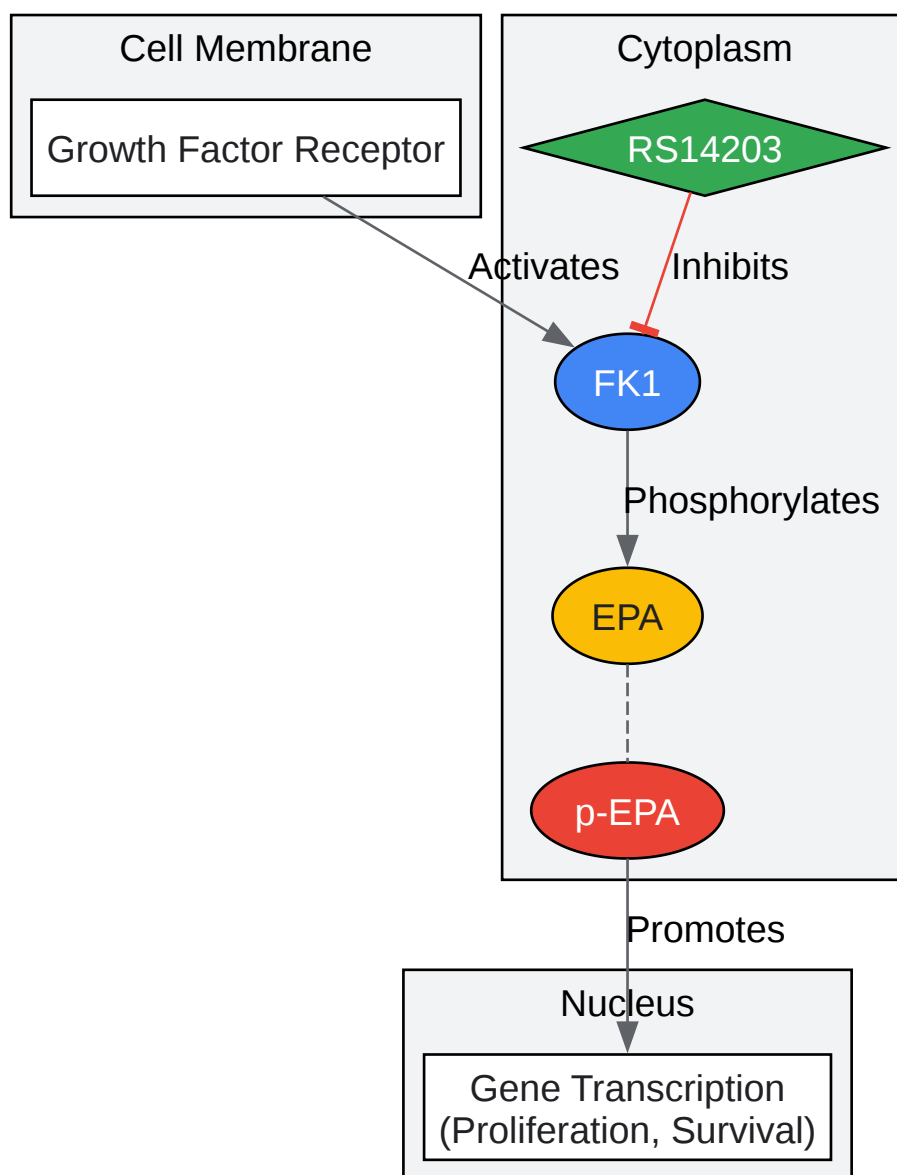 Cell Membrane
Growth Factor Receptor
Cytoplasm
RS14203
Activates
Inhibits
FK1
Phosphorylates
EPA
p-EPA
Promotes
Nucleus
Gene Transcription
(Proliferation, Survival)